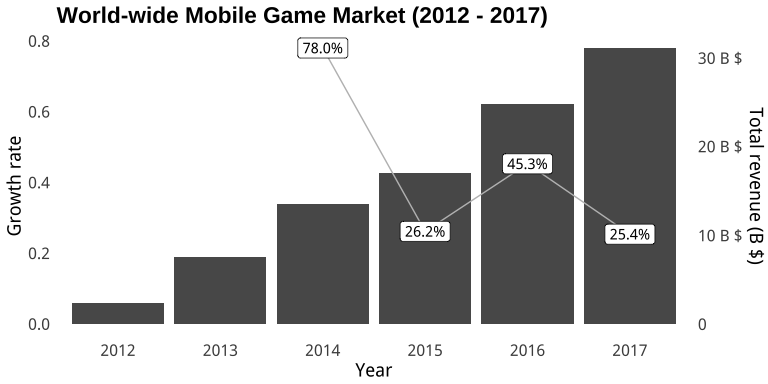 World-wide Mobile Game Market (2012 - 2017)
0.8
0.6
0.4
0.2
0.0
Growth rate
78.0%
26.2%
45.3%
25.4%
30 B $
20 B $
10 B $
0
Total revenue (B $)
2012 2013 2014 2015 2016 2017
Year